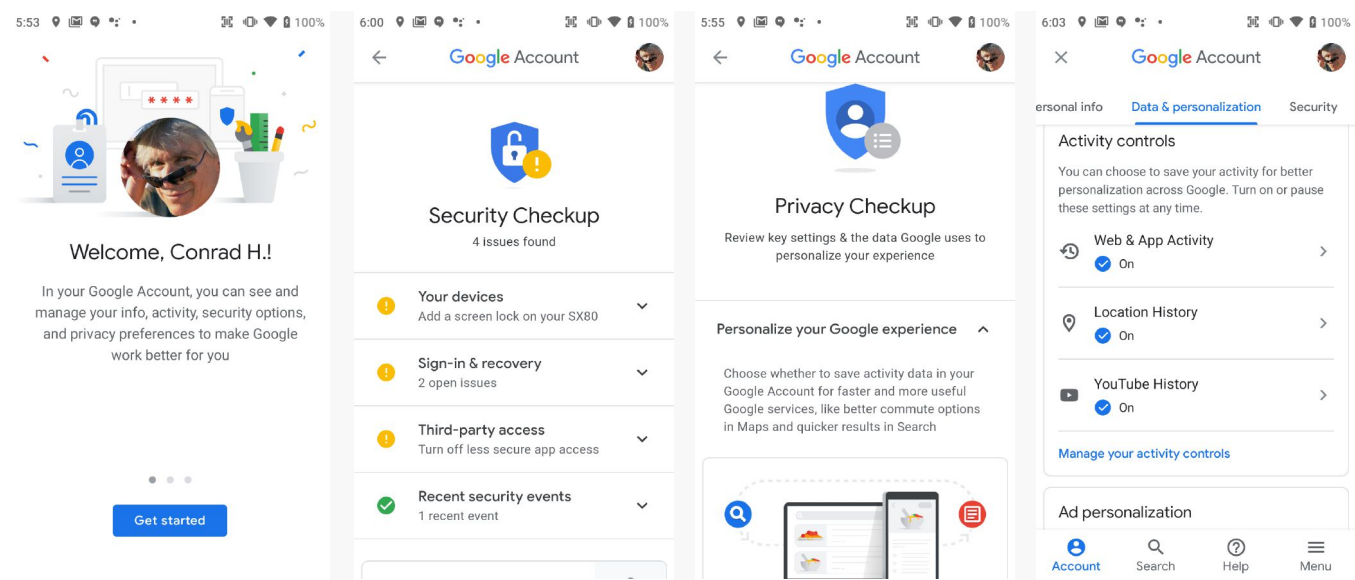 5:53
100%
* * * *
Welcome, Conrad H.!
In your Google Account, you can see and
manage your info, activity, security options,
and privacy preferences to make Google
work better for you
Get started
6:00
100%
Google Account
Security Checkup
4 issues found
Your devices
Add a screen lock on your SX80
Sign-in & recovery
2 open issues
Third-party access
Turn off less secure app access
Recent security events
1 recent event
5:55
100%
Google Account
Privacy Checkup
Review key settings & the data Google uses to
personalize your experience
Personalize your Google experience
Choose whether to save activity data in your
Google Account for faster and more useful
Google services, like better commute options
in Maps and quicker results in Search
6:03
100%
Google Account
ersonal info Data & personalization Security
Activity controls
You can choose to save your activity for better
personalization across Google. Turn on or pause
these settings at any time.
Web & App Activity
On
Location History
On
YouTube History
On
Manage your activity controls
Ad personalization
Account Search Help Menu